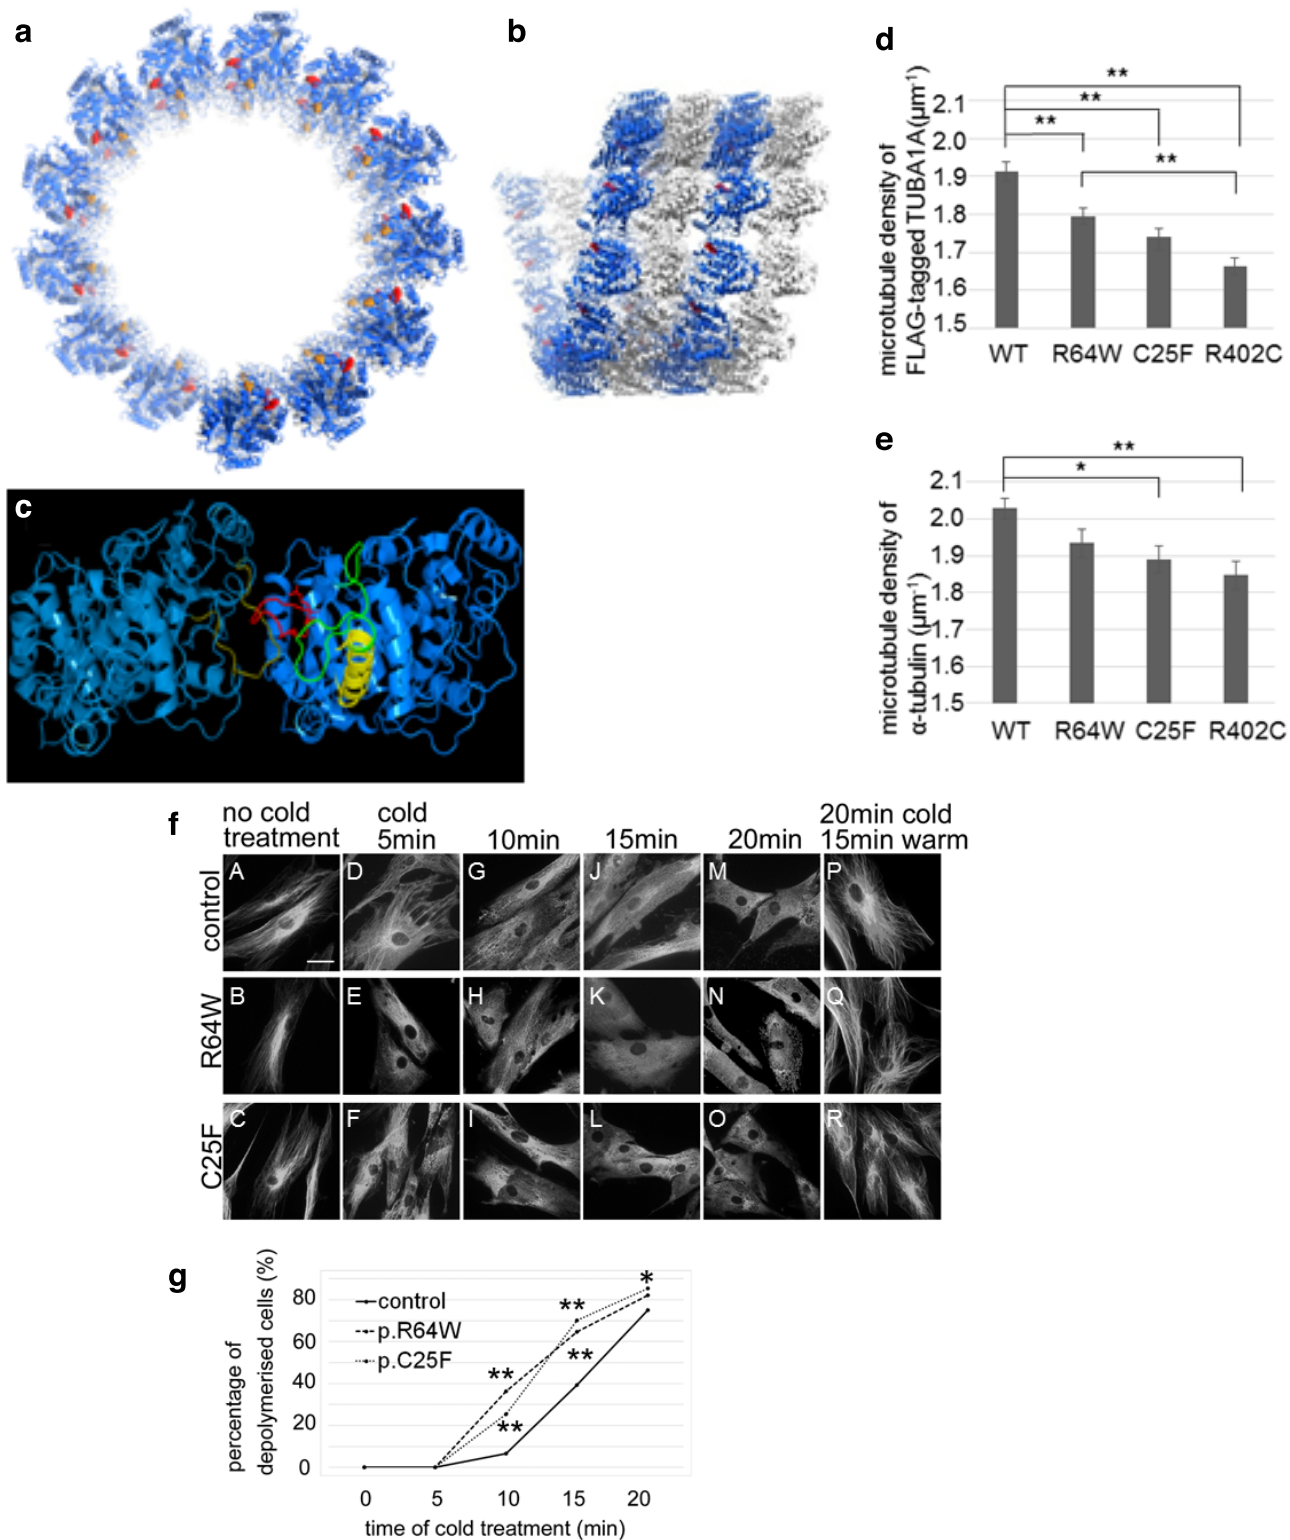 a
b
c
d
microtubule density of
FLAG-tagged TUBA1A(μm⁻¹)
2.1
2.0
1.9
1.8
1.7
1.6
1.5
**
**
**
**
WT R64W C25F R402C
e
microtubule density of
α-tubulin (μm⁻¹)
2.1
2.0
1.9
1.8
1.7
1.6
1.5
**
*
WT R64W C25F R402C
f
no cold
treatment
cold
5min
10min
15min
20min
20min cold
15min warm
control
A D G J M P
R64W
B E H K N Q
C25F
C F I L O R
g
percentage of
depolymerised cells (%)
80
60
40
20
0
control
p.R64W
p.C25F
**
**
**
**
*
0 5 10 15 20
time of cold treatment (min)